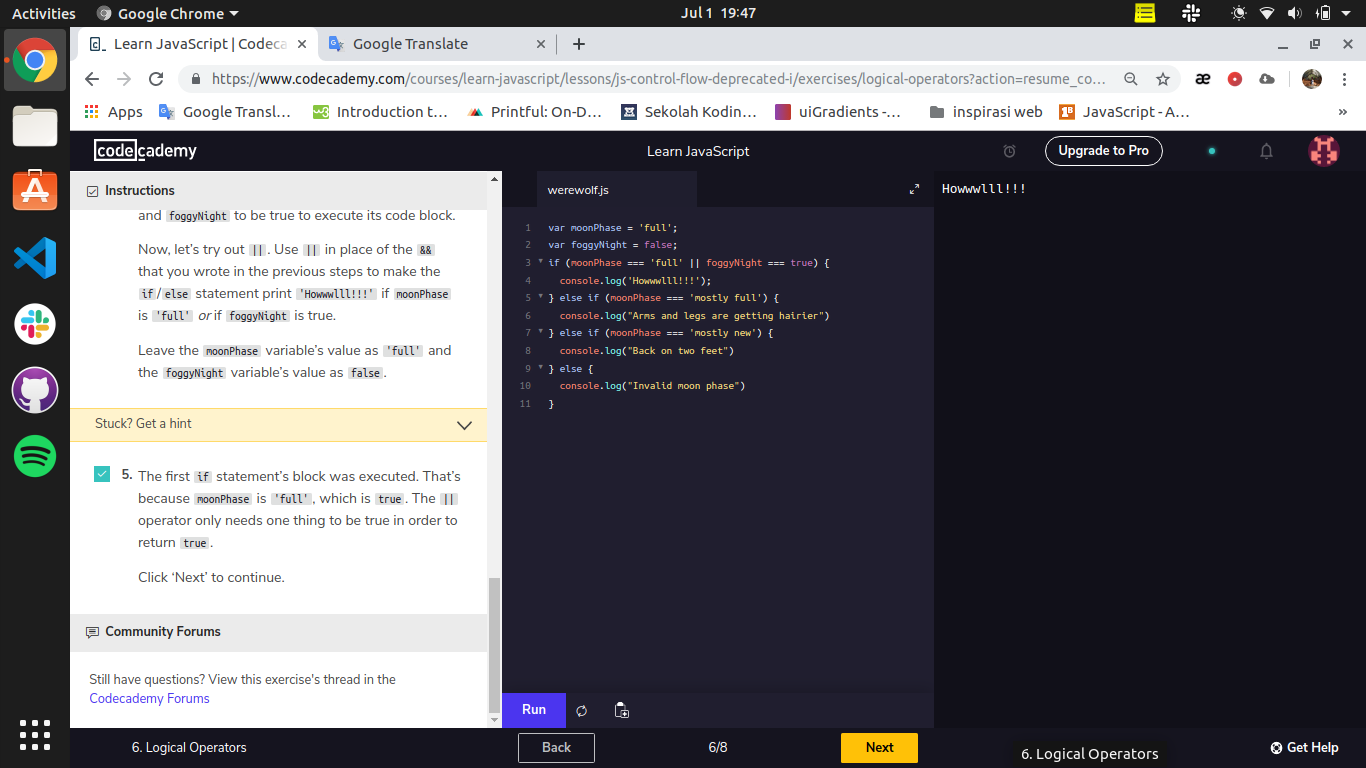 Activities
Google Chrome
Jul 1 19:47
Learn JavaScript | Codeca
Google Translate
https://www.codecademy.com/courses/learn-javascript/lessons/js-control-flow-deprecated-i/exercises/logical-operators?action=resume_co...
Apps
Google Transl...
Introduction t...
Printful: On-D...
Sekolah Kodin...
uiGradients -...
inspirasi web
JavaScript - A...
codecademy
Learn JavaScript
Upgrade to Pro
Instructions
and foggyNight to be true to execute its code block.
Now, let's try out ||. Use || in place of the &&
that you wrote in the previous steps to make the
if/else statement print 'Howwwlll!!!' if moonPhase
is 'full' or if foggyNight is true.
Leave the moonPhase variable's value as 'full' and
the foggyNight variable's value as false.
Stuck? Get a hint
5. The first if statement's block was executed. That's
because moonPhase is 'full', which is true. The ||
operator only needs one thing to be true in order to
return true.
Click ‘Next’ to continue.
Community Forums
Still have questions? View this exercise's thread in the
Codecademy Forums
werewolf.js
1 var moonPhase = 'full';
2 var foggyNight = false;
3 if (moonPhase === 'full' || foggyNight === true) {
4 console.log('Howwwlll!!!');
5 } else if (moonPhase === 'mostly full') {
6 console.log("Arms and legs are getting hairier")
7 } else if (moonPhase === 'mostly new') {
8 console.log("Back on two feet")
9 } else {
10 console.log("Invalid moon phase")
11 }
Run
Howwwlll!!!
6. Logical Operators
Back
6/8
Next
6. Logical Operators
Get Help